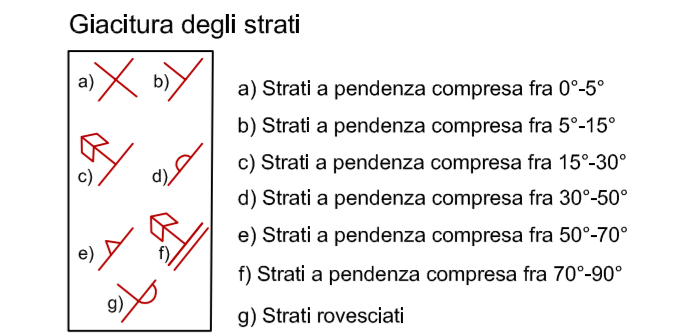 Giacitura degli strati
a)
b)
c)
d)
e)
f)
g)
a) Strati a pendenza compresa fra 0°-5°
b) Strati a pendenza compresa fra 5°-15°
c) Strati a pendenza compresa fra 15°-30°
d) Strati a pendenza compresa fra 30°-50°
e) Strati a pendenza compresa fra 50°-70°
f) Strati a pendenza compresa fra 70°-90°
g) Strati rovesciati